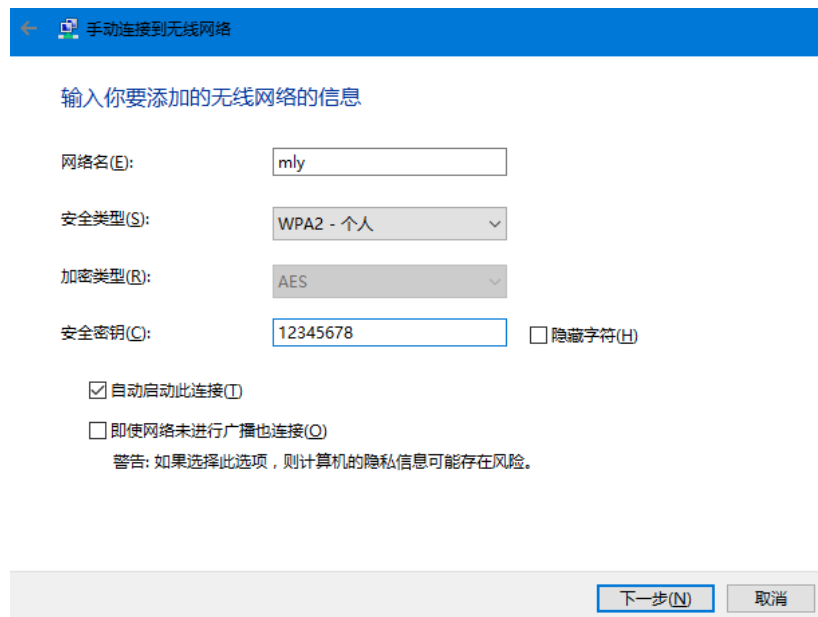 手动连接到无线网络
输入你要添加的无线网络的信息
网络名(E): mly
安全类型(S): WPA2 - 个人
加密类型(R): AES
安全密钥(C): 12345678 隐藏字符(H)
自动启动此连接(T)
即使网络未进行广播也连接(O)
警告: 如果选择此选项，则计算机的隐私信息可能存在风险。
下一步(N) 取消